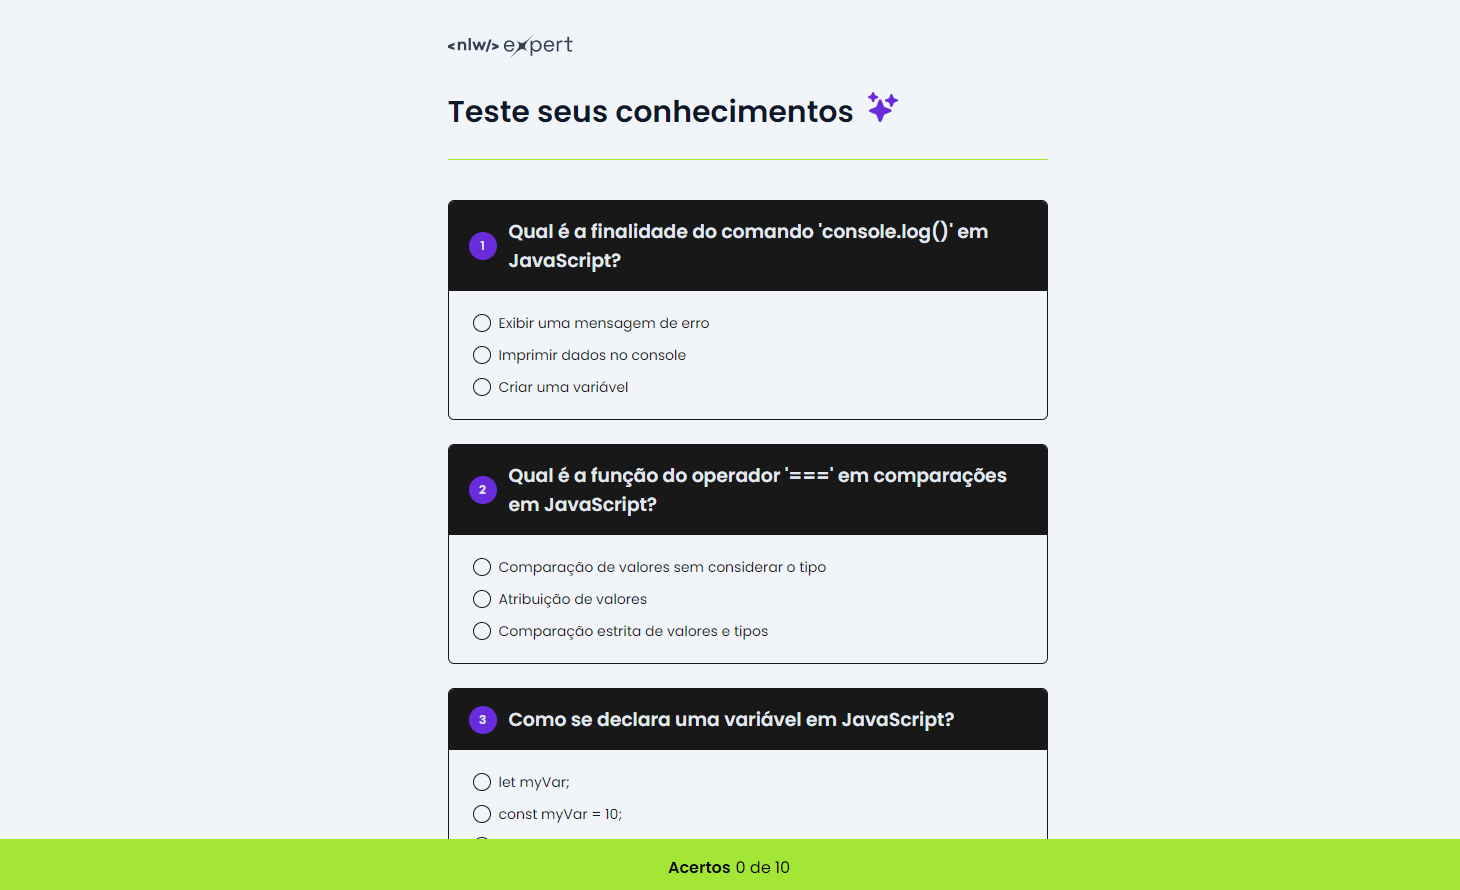 <nlw/> expert
Teste seus conhecimentos
1
Qual é a finalidade do comando 'console.log()' em
JavaScript?
Exibir uma mensagem de erro
Imprimir dados no console
Criar uma variável
2
Qual é a função do operador '===' em comparações
em JavaScript?
Comparação de valores sem considerar o tipo
Atribuição de valores
Comparação estrita de valores e tipos
3
Como se declara uma variável em JavaScript?
let myVar;
const myVar = 10;
Acertos 0 de 10